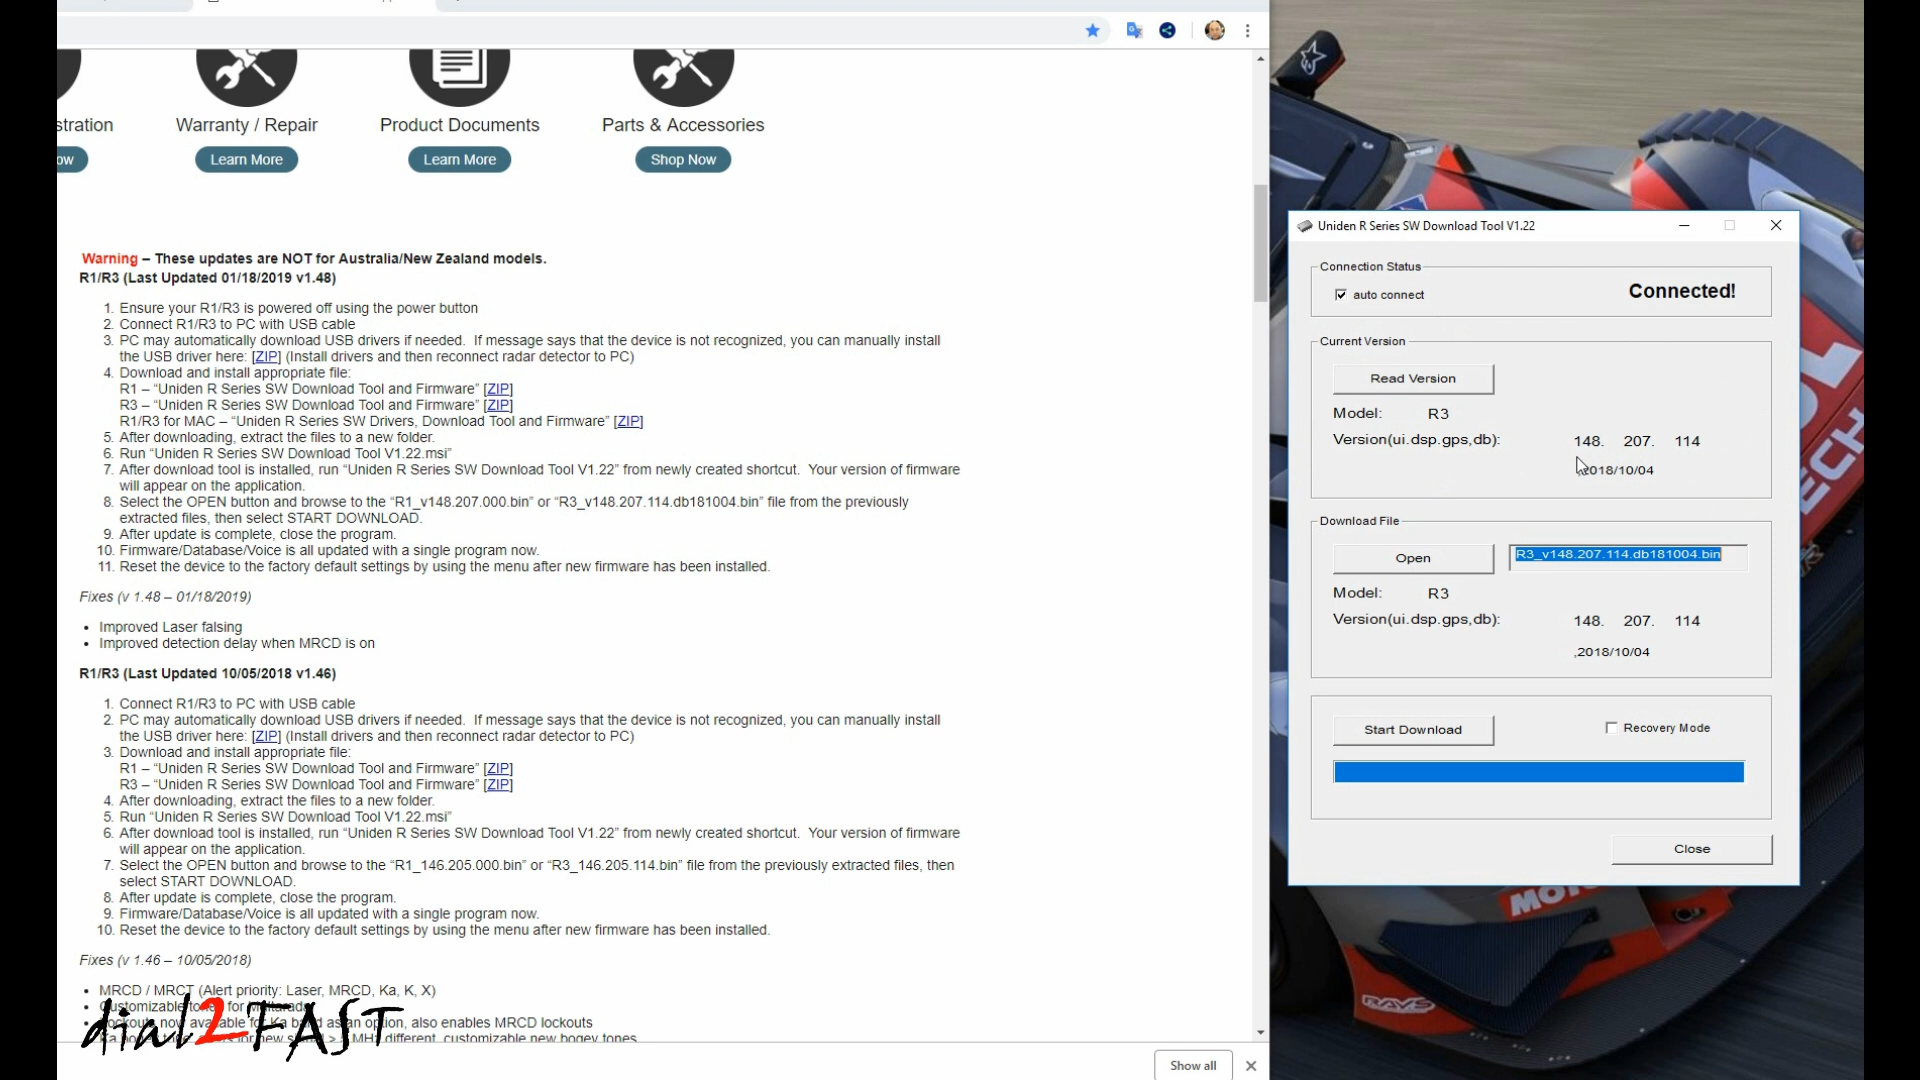 stration
Warranty / Repair
Product Documents
Parts & Accessories
ow
Learn More
Learn More
Shop Now
Warning – These updates are NOT for Australia/New Zealand models.
R1/R3 (Last Updated 01/18/2019 v1.48)
1. Ensure your R1/R3 is powered off using the power button
2. Connect R1/R3 to PC with USB cable
3. PC may automatically download USB drivers if needed. If message says that the device is not recognized, you can manually install
the USB driver here: [ZIP] (Install drivers and then reconnect radar detector to PC)
4. Download and install appropriate file:
R1 – “Uniden R Series SW Download Tool and Firmware” [ZIP]
R3 – “Uniden R Series SW Download Tool and Firmware” [ZIP]
R1/R3 for MAC – “Uniden R Series SW Drivers, Download Tool and Firmware” [ZIP]
5. After downloading, extract the files to a new folder.
6. Run “Uniden R Series SW Download Tool V1.22.msi”
7. After download tool is installed, run “Uniden R Series SW Download Tool V1.22” from newly created shortcut. Your version of firmware
will appear on the application.
8. Select the OPEN button and browse to the “R1_v148.207.000.bin” or “R3_v148.207.114.db181004.bin” file from the previously
extracted files, then select START DOWNLOAD.
9. After update is complete, close the program.
10. Firmware/Database/Voice is all updated with a single program now.
11. Reset the device to the factory default settings by using the menu after new firmware has been installed.
Fixes (v 1.48 – 01/18/2019)
• Improved Laser falsing
• Improved detection delay when MRCD is on
R1/R3 (Last Updated 10/05/2018 v1.46)
1. Connect R1/R3 to PC with USB cable
2. PC may automatically download USB drivers if needed. If message says that the device is not recognized, you can manually install
the USB driver here: [ZIP] (Install drivers and then reconnect radar detector to PC)
3. Download and install appropriate file:
R1 – “Uniden R Series SW Download Tool and Firmware” [ZIP]
R3 – “Uniden R Series SW Download Tool and Firmware” [ZIP]
4. After downloading, extract the files to a new folder.
5. Run “Uniden R Series SW Download Tool V1.22.msi”
6. After download tool is installed, run “Uniden R Series SW Download Tool V1.22” from newly created shortcut. Your version of firmware
will appear on the application.
7. Select the OPEN button and browse to the “R1_146.205.000.bin” or “R3_146.205.114.bin” file from the previously extracted files, then
select START DOWNLOAD.
8. After update is complete, close the program.
9. Firmware/Database/Voice is all updated with a single program now.
10. Reset the device to the factory default settings by using the menu after new firmware has been installed.
Fixes (v 1.46 – 10/05/2018)
• MRCD / MRCT (Alert priority: Laser, MRCD, Ka, K, X)
• Customizable for
now for Ka band as an option, also enables MRCD lockouts
different, customizable new bogey tones
dial2FAST
Show all
Uniden R Series SW Download Tool V1.22
Connection Status
auto connect
Connected!
Current Version
Read Version
Model: R3
Version(ui.dsp.gps,db): 148. 207. 114
,2018/10/04
Download File
Open
R3_v148.207.114.db181004.bin
Model: R3
Version(ui.dsp.gps,db): 148. 207. 114
,2018/10/04
Start Download
Recovery Mode
Close
TECH
RAYS